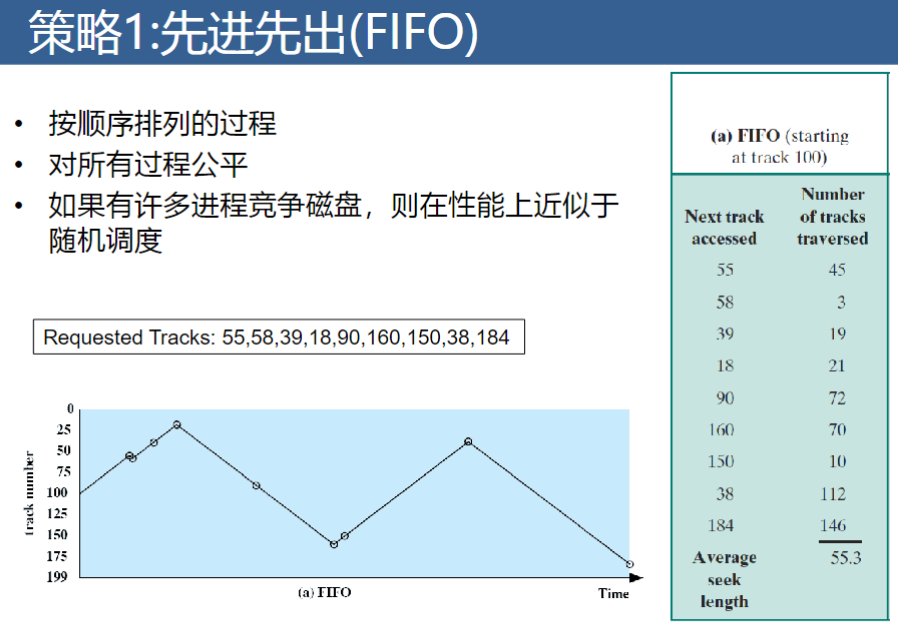 策略1:先进先出(FIFO)
• 按顺序排列的过程
• 对所有过程公平
• 如果有许多进程竞争磁盘，则在性能上近似于
随机调度
Requested Tracks: 55,58,39,18,90,160,150,38,184
0
25
50
75
100
125
150
175
199
track number
(a) FIFO
Time
(a) FIFO (starting
at track 100)
Next track
accessed
Number
of tracks
traversed
55 45
58 3
39 19
18 21
90 72
160 70
150 10
38 112
184 146
Average
seek
length
55.3